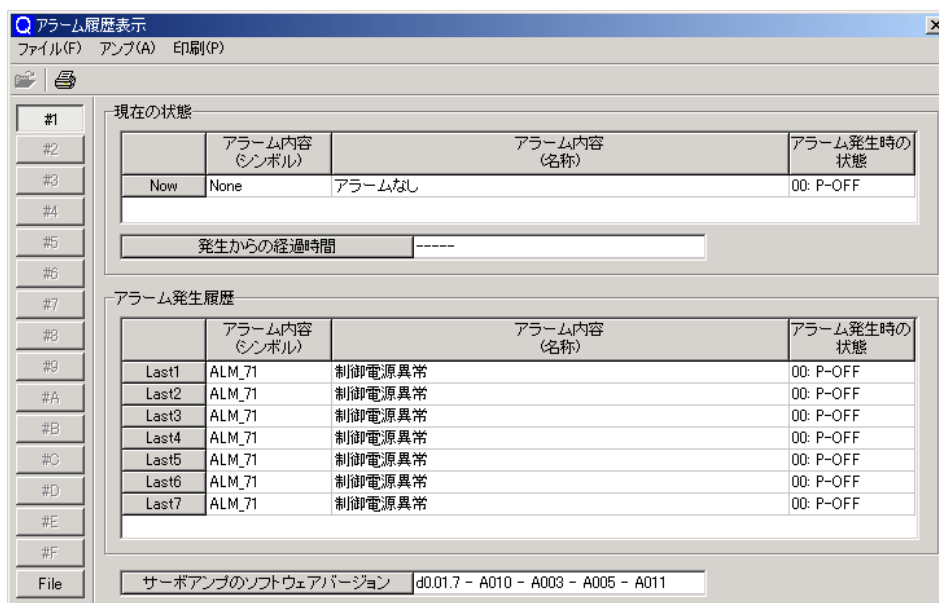 Q アラーム履歴表示
ファイル(F) アンプ(A) 印刷(P)
#1
#2
#3
#4
#5
#6
#7
#8
#9
#A
#B
#C
#D
#E
#F
File
現在の状態
アラーム内容
(シンボル)
アラーム内容
(名称)
アラーム発生時の
状態
Now None アラームなし 00: P-OFF
発生からの経過時間 -----
アラーム発生履歴
アラーム内容
(シンボル)
アラーム内容
(名称)
アラーム発生時の
状態
Last1 ALM_71 制御電源異常 00: P-OFF
Last2 ALM_71 制御電源異常 00: P-OFF
Last3 ALM_71 制御電源異常 00: P-OFF
Last4 ALM_71 制御電源異常 00: P-OFF
Last5 ALM_71 制御電源異常 00: P-OFF
Last6 ALM_71 制御電源異常 00: P-OFF
Last7 ALM_71 制御電源異常 00: P-OFF
サーボアンプのソフトウェアバージョン d0.01.7 - A010 - A003 - A005 - A011